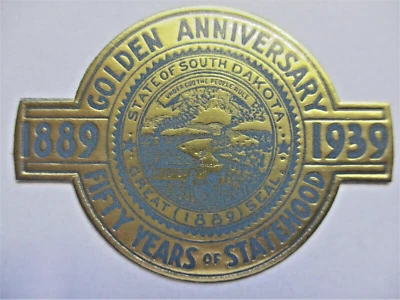 GOLDEN ANNIVERSARY
1889
1939
STATE OF SOUTH DAKOTA
UNDER GOD THE PEOPLE RULE
GREAT (1889) SEAL
FIFTY YEARS OF STATEHOOD